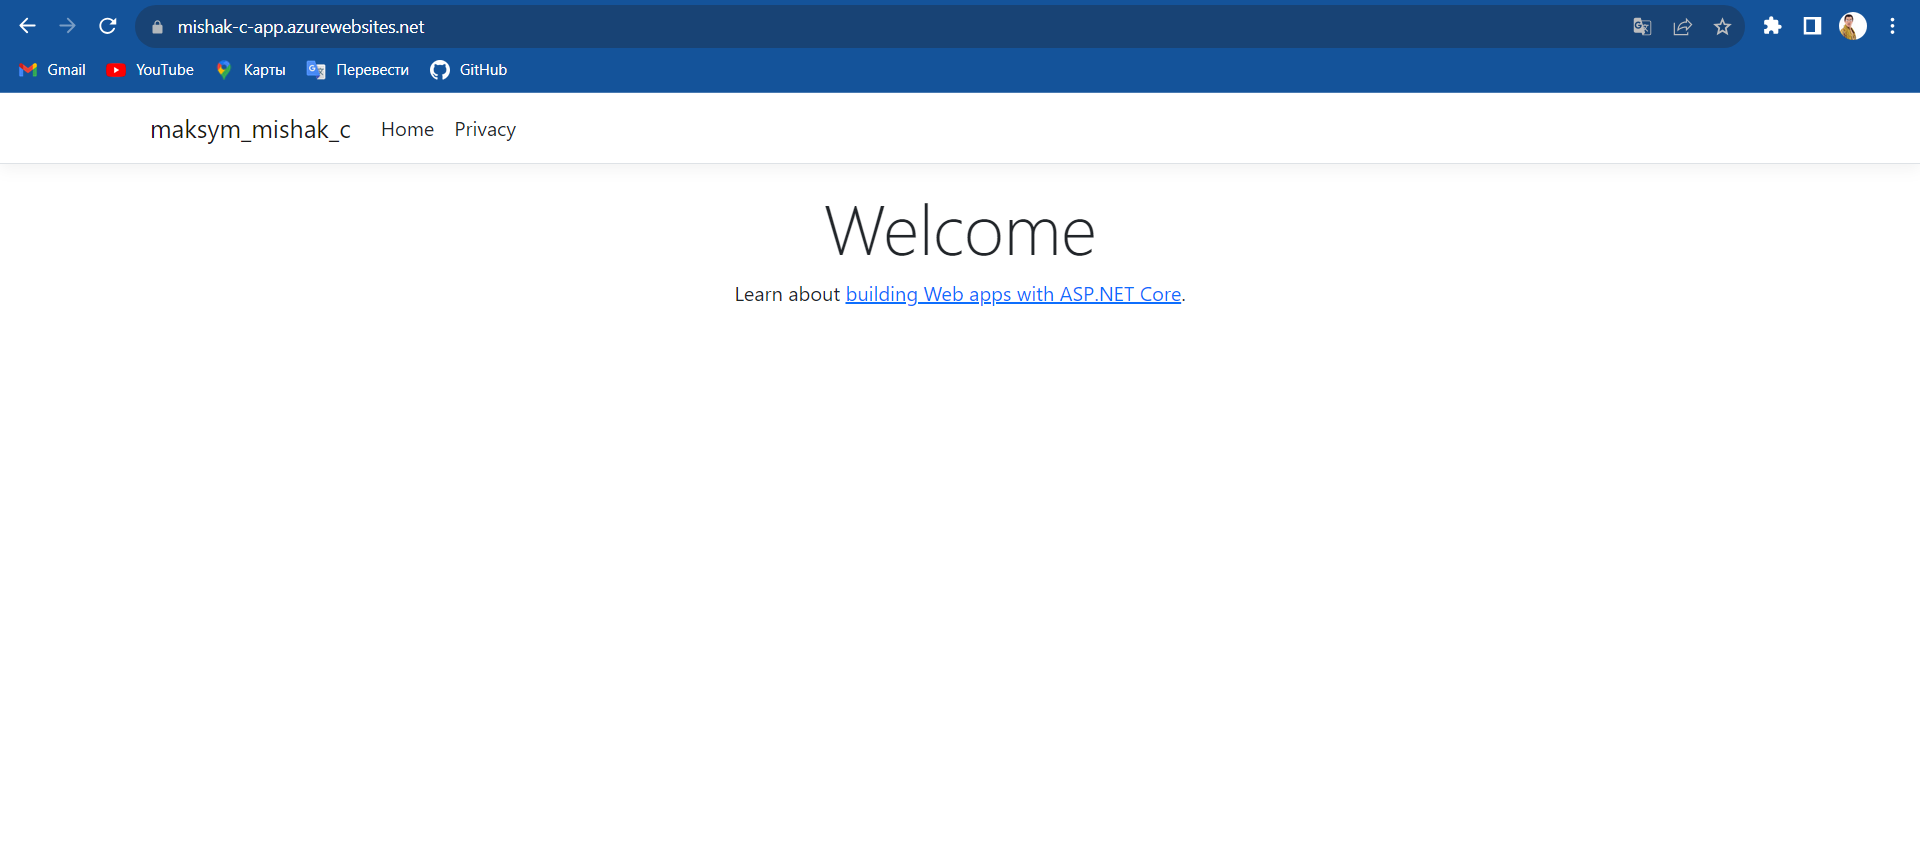 mishak-c-app.azurewebsites.net
Gmail YouTube Карты Перевести GitHub
maksym_mishak_c Home Privacy
Welcome
Learn about building Web apps with ASP.NET Core.